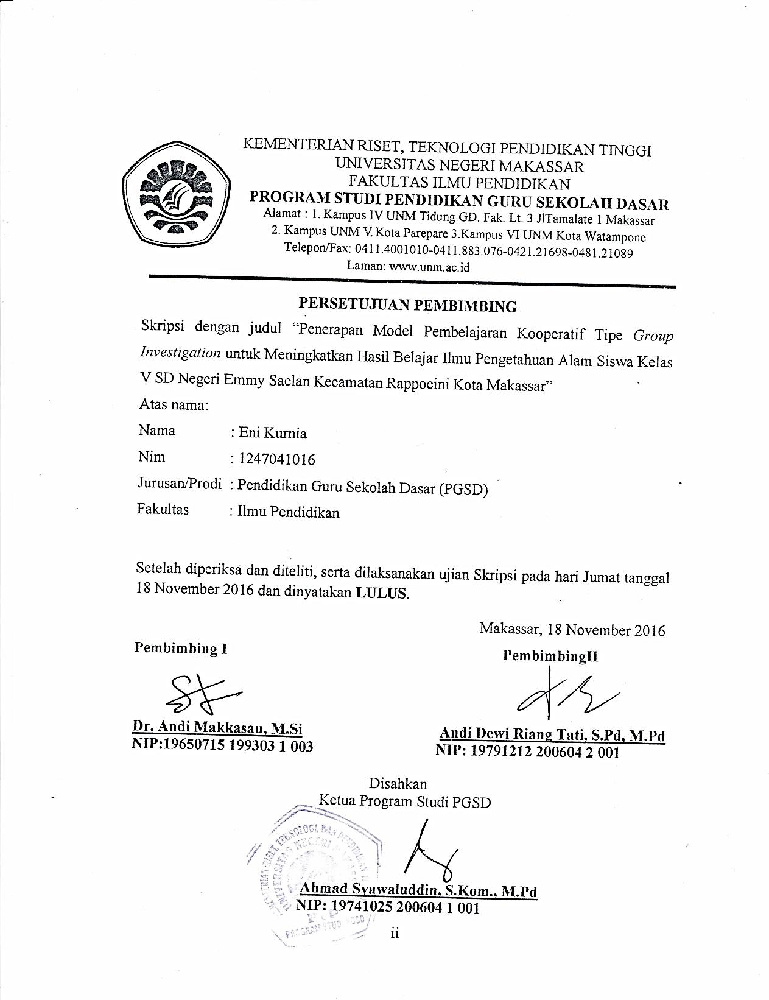 KEMENTERIAN RISET, TEKNOLOGI PENDIDIKAN TINGGI
UNIVERSITAS NEGERI MAKASSAR
FAKULTAS ILMU PENDIDIKAN
PROGRAM STUDI PENDIDIKAN GURU SEKOLAH DASAR
Alamat : 1. Kampus IV UNM Tidung GD. Fak. Lt. 3 JlTamalate 1 Makassar
2. Kampus UNM V. Kota Parepare 3.Kampus VI UNM Kota Watampone
Telepon/Fax: 0411.4001010-0411.883.076-0421.21698-0481.21089
Laman: www.unm.ac.id
PERSETUJUAN PEMBIMBING
Skripsi dengan judul “Penerapan Model Pembelajaran Kooperatif Tipe Group
Investigation untuk Meningkatkan Hasil Belajar Ilmu Pengetahuan Alam Siswa Kelas
V SD Negeri Emmy Saelan Kecamatan Rappocini Kota Makassar”
Atas nama:
Nama : Eni Kurnia
Nim : 1247041016
Jurusan/Prodi : Pendidikan Guru Sekolah Dasar (PGSD)
Fakultas : Ilmu Pendidikan
Setelah diperiksa dan diteliti, serta dilaksanakan ujian Skripsi pada hari Jumat tanggal
18 November 2016 dan dinyatakan LULUS.
Makassar, 18 November 2016
Pembimbing I
PembimbingII
Dr. Andi Makkasau, M.Si
NIP:19650715 199303 1 003
Andi Dewi Riang Tati, S.Pd, M.Pd
NIP: 19791212 200604 2 001
Disahkan
Ketua Program Studi PGSD
Ahmad Syawaluddin, S.Kom., M.Pd
NIP: 19741025 200604 1 001
PROGRAM STUDI PGSD
ii